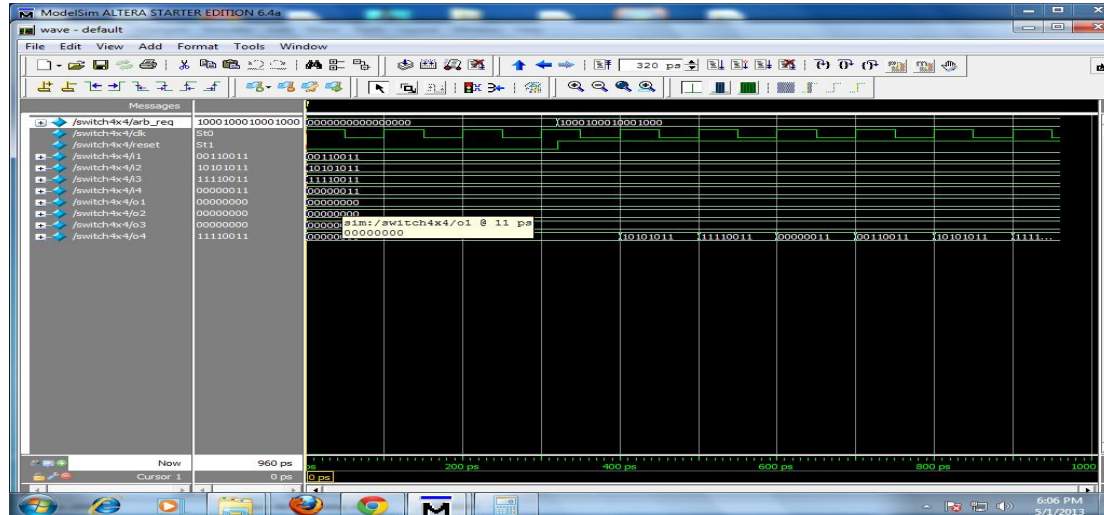 ModelSim ALTERA STARTER EDITION 6.4a
wave - default
File Edit View Add Format Tools Window
320 ps
Messages
/switch4x4/arb_req 1000100010001000 0000000000000000 1000100010001000
/switch4x4/clk St0
/switch4x4/reset St1
/switch4x4/i1 00110011 00110011
/switch4x4/i2 10101011 10101011
/switch4x4/i3 11110011 11110011
/switch4x4/i4 00000011 00000011
/switch4x4/o1 00000000 00000000
/switch4x4/o2 00000000 00000000
/switch4x4/o3 00000000 00000
sim:/switch4x4/o1 @ 11 ps
00000000
/switch4x4/o4 11110011 00000 10101011 11110011 00000011 00110011 10101011 1111...
Now 960 ps ps 200 ps 400 ps 600 ps 800 ps 1000
Cursor 1 0 ps 0 ps
6:06 PM
5/1/2013